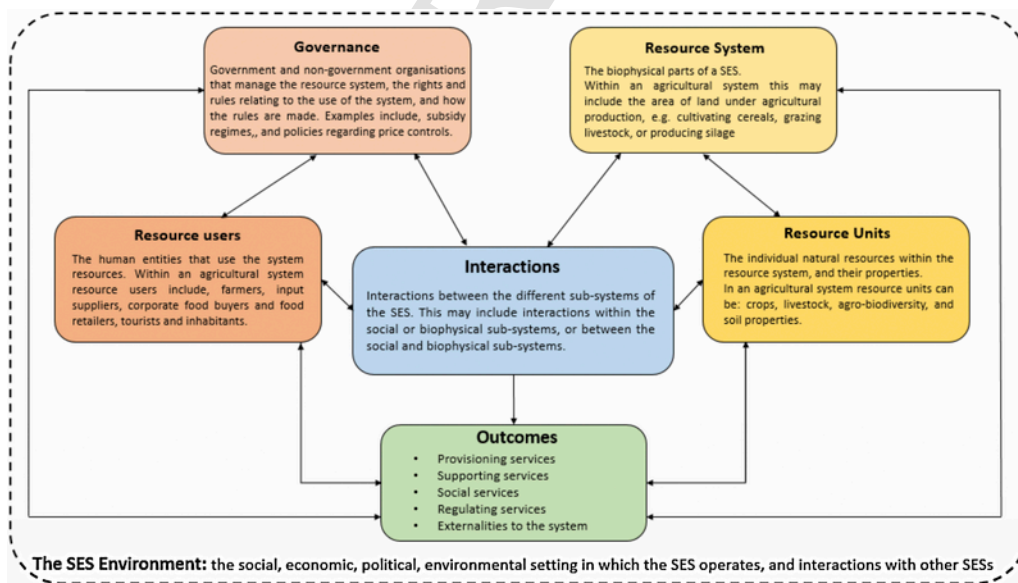 Governance
Government and non-government organisations
that manage the resource system, the rights and
rules relating to the use of the system, and how
the rules are made. Examples include, subsidy
regimes,, and policies regarding price controls.
Resource System
The biophysical parts of a SES.
Within an agricultural system this may
include the area of land under agricultural
production, e.g. cultivating cereals, grazing
livestock, or producing silage
Resource users
The human entities that use the system
resources. Within an agricultural system
resource users include, farmers, input
suppliers, corporate food buyers and food
retailers, tourists and inhabitants.
Interactions
Interactions between the different sub-systems of
the SES. This may include interactions within the
social or biophysical sub-systems, or between the
social and biophysical sub-systems.
Resource Units
The individual natural resources within the
resource system, and their properties.
In an agricultural system resource units can
be: crops, livestock, agro-biodiversity, and
soil properties.
Outcomes
• Provisioning services
• Supporting services
• Social services
• Regulating services
• Externalities to the system
The SES Environment: the social, economic, political, environmental setting in which the SES operates, and interactions with other SESs